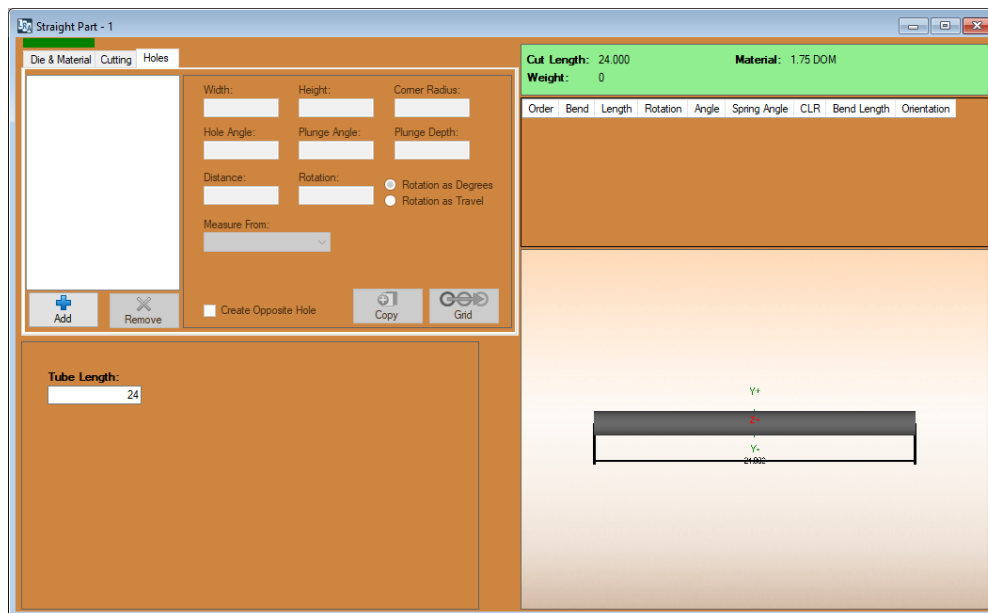 Straight Part - 1
Die & Material Cutting Holes
Width: Height: Corner Radius:
Hole Angle: Plunge Angle: Plunge Depth:
Distance: Rotation:
Rotation as Degrees
Rotation as Travel
Measure From:
Add Remove
Create Opposite Hole
Copy Grid
Tube Length:
24
Cut Length: 24.000 Material: 1.75 DOM
Weight: 0
Order Bend Length Rotation Angle Spring Angle CLR Bend Length Orientation
Y+
Y-
24.000